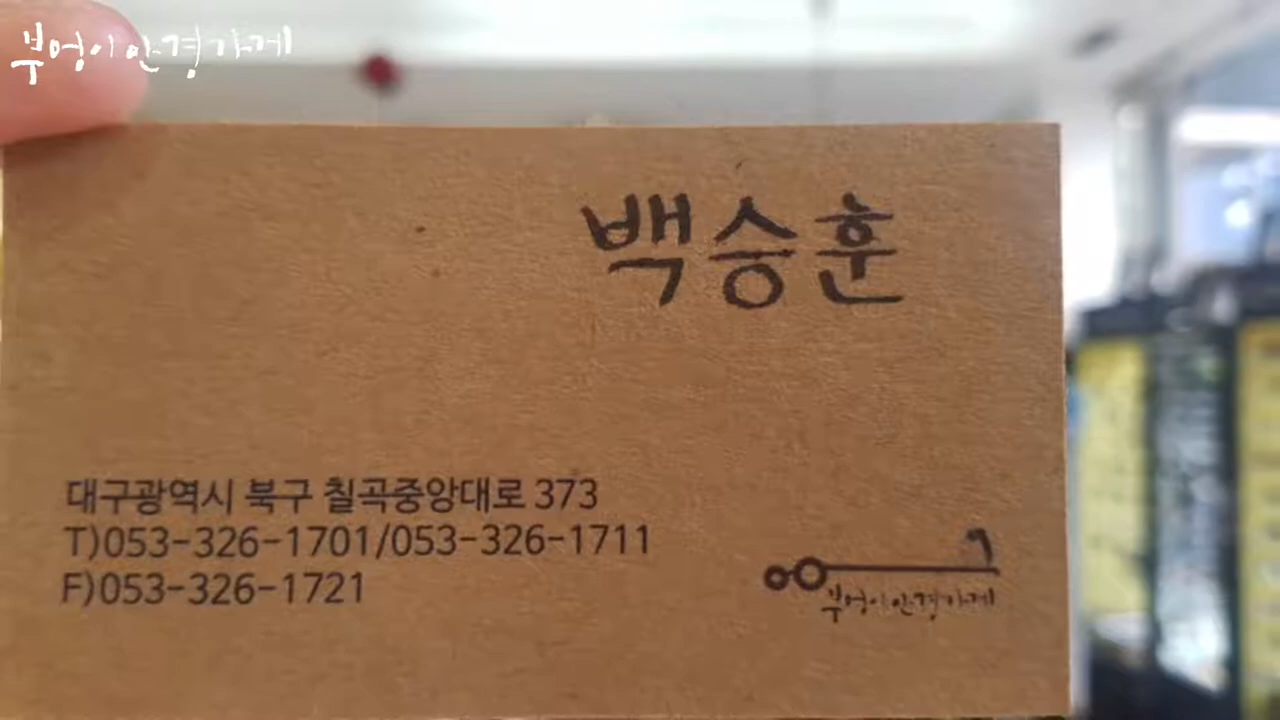 부엉이안경가게
백승훈
대구광역시 북구 칠곡중앙대로 373
T)053-326-1701/053-326-1711
F)053-326-1721
부엉이안경가게